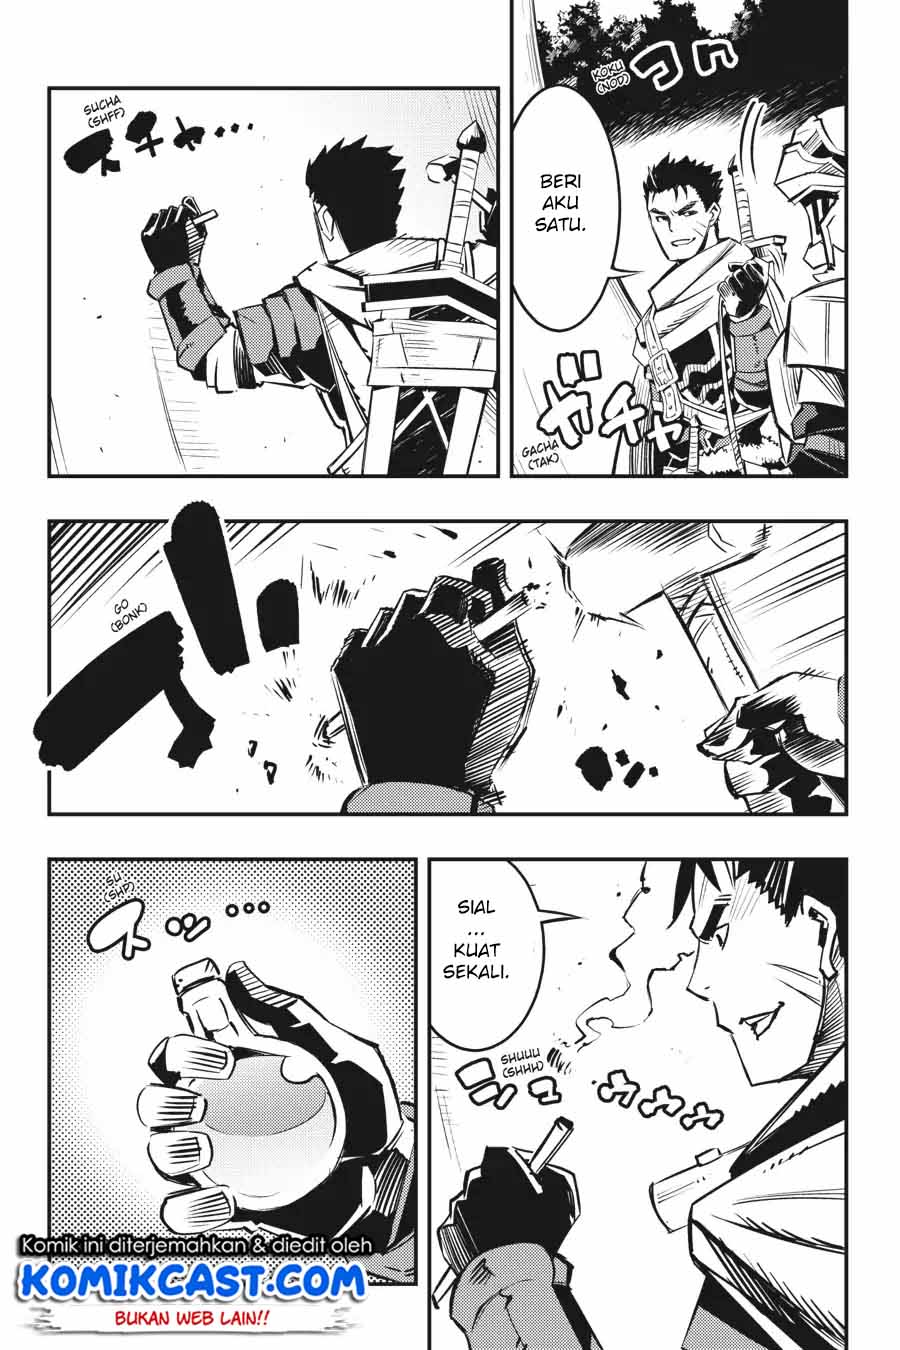 KOKU
(NOD)
コクッ
BERI
AKU
SATU.
GACHA
(TAK)
ガチャ
SUCHA
(SHFF)
スチャ…
GO
(BONK)
ゴッ
SIAL
...
KUAT
SEKALI.
SHUUU
(SHHH)
シュウウウ
SU
(SHP)
スッ…
Komik ini diterjemahkan & diedit oleh
KOMIKCAST.COM
BUKAN WEB LAIN!!